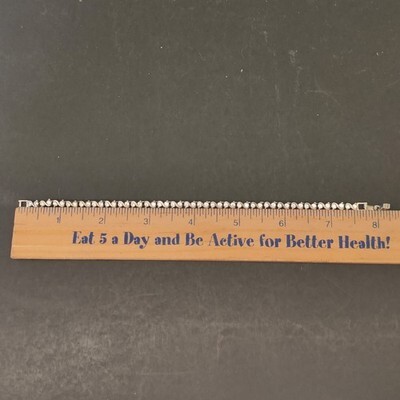 1 2 3 4 5 6 7 8
Eat 5 a Day and Be Active for Better Health!